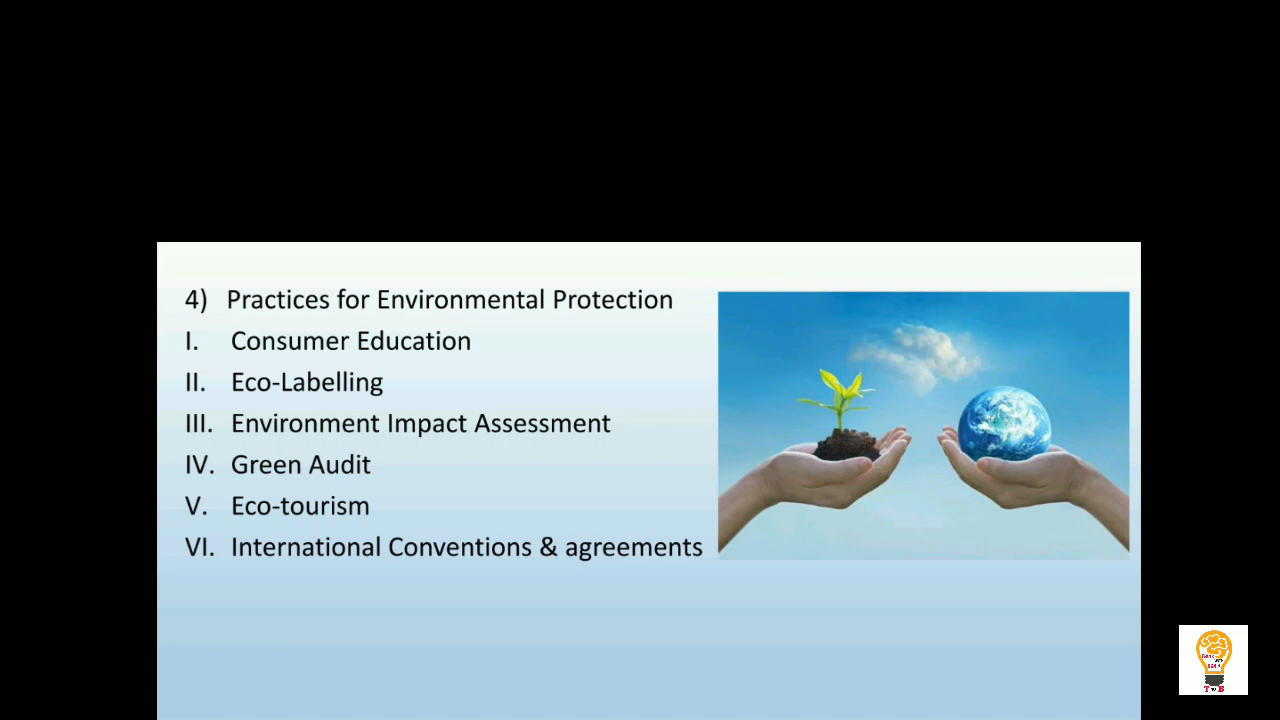 4) Practices for Environmental Protection
I. Consumer Education
II. Eco-Labelling
III. Environment Impact Assessment
IV. Green Audit
V. Eco-tourism
VI. International Conventions & agreements
T TO B